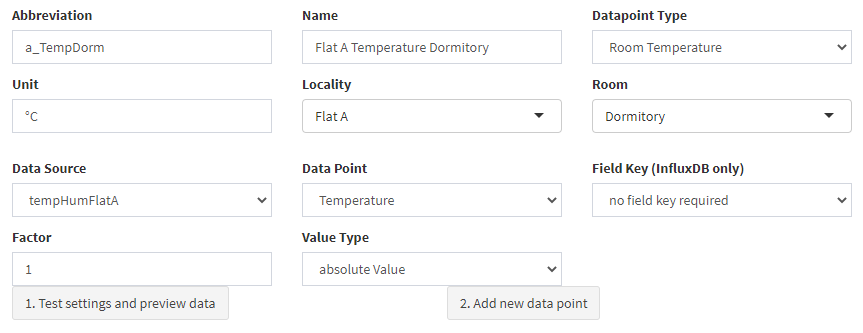 Abbreviation Name Datapoint Type
a_TempDorm Flat A Temperature Dormitory Room Temperature
Unit Locality Room
°C Flat A Dormitory
Data Source Data Point Field Key (InfluxDB only)
tempHumFlatA Temperature no field key required
Factor Value Type
1 absolute Value
1. Test settings and preview data 2. Add new data point